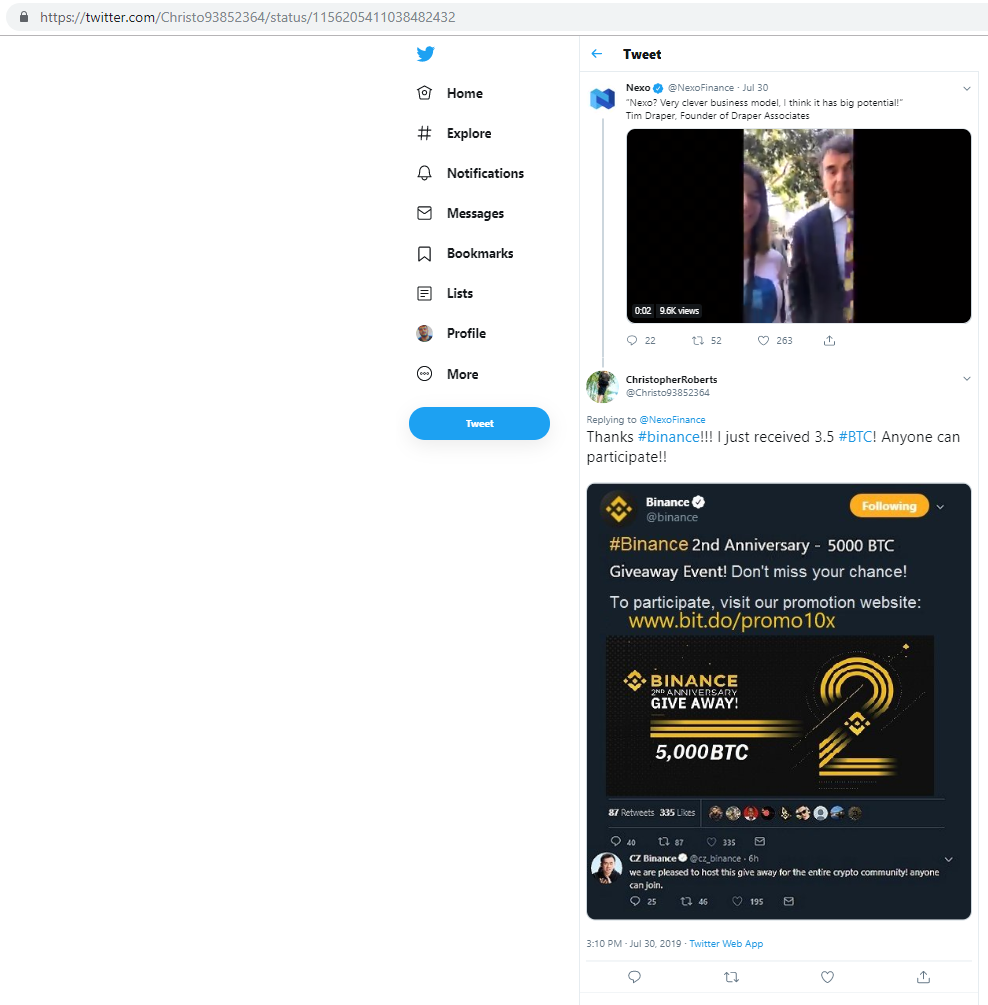 https://twitter.com/Christo93852364/status/1156205411038482432
Home
Explore
Notifications
Messages
Bookmarks
Lists
Profile
More
Tweet
Tweet
Nexo @NexoFinance · Jul 30
"Nexo? Very clever business model, I think it has big potential!"
Tim Draper, Founder of Draper Associates
0:02 9.6K views
22 52 263
ChristopherRoberts
@Christo93852364
Replying to @NexoFinance
Thanks #binance!!! I just received 3.5 #BTC! Anyone can
participate!!
Binance
@binance
Following
#Binance 2nd Anniversary - 5000 BTC
Giveaway Event! Don't miss your chance!
To participate, visit our promotion website:
www.bit.do/promo10x
BINANCE
2ND ANNIVERSARY
GIVE AWAY!
5,000 BTC
2
87 Retweets 335 Likes
40 87 335
CZ Binance @cz_binance · 6h
we are pleased to host this give away for the entire crypto community! anyone
can join.
25 46 195
3:10 PM · Jul 30, 2019 · Twitter Web App